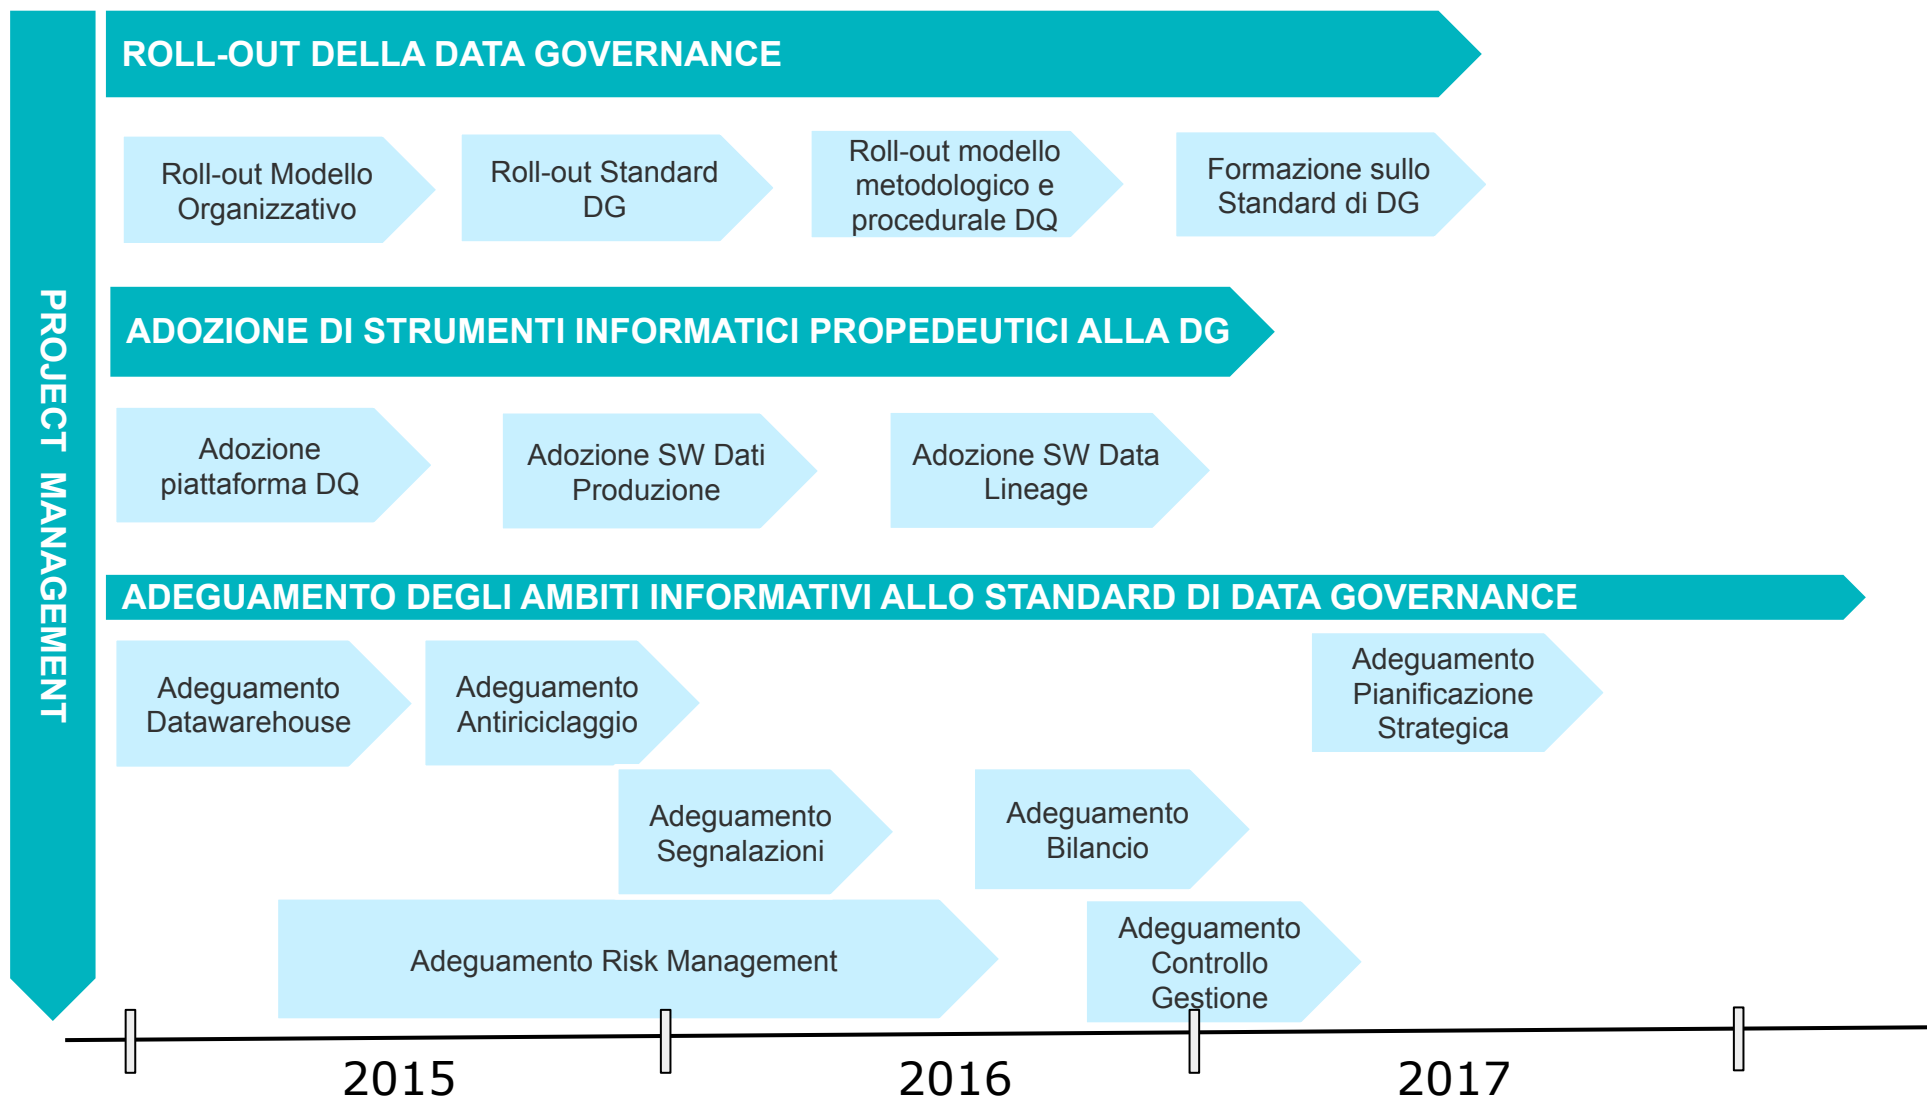 ROLL-OUT DELLA DATA GOVERNANCE
Roll-out Modello
Organizzativo
Roll-out Standard
DG
Roll-out modello
metodologico e
procedurale DQ
Formazione sullo
Standard di DG
PROJECT MANAGEMENT
ADOZIONE DI STRUMENTI INFORMATICI PROPEDEUTICI ALLA DG
Adozione
piattaforma DQ
Adozione SW Dati
Produzione
Adozione SW Data
Lineage
ADEGUAMENTO DEGLI AMBITI INFORMATIVI ALLO STANDARD DI DATA GOVERNANCE
Adeguamento
Datawarehouse
Adeguamento
Antiriciclaggio
Adeguamento
Pianificazione
Strategica
Adeguamento
Segnalazioni
Adeguamento
Bilancio
Adeguamento Risk Management
Adeguamento
Controllo
Gestione
2015
2016
2017